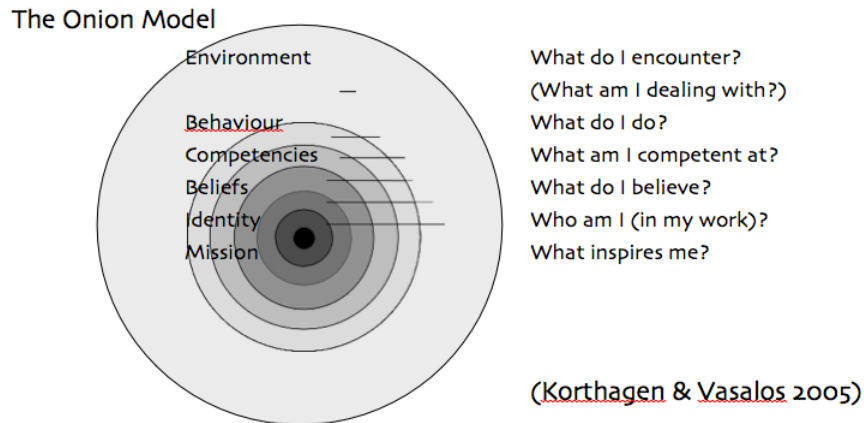 The Onion Model
Environment What do I encounter?
(What am I dealing with?)
Behaviour What do I do?
Competencies What am I competent at?
Beliefs What do I believe?
Identity Who am I (in my work)?
Mission What inspires me?
(Korthagen & Vasalos 2005)